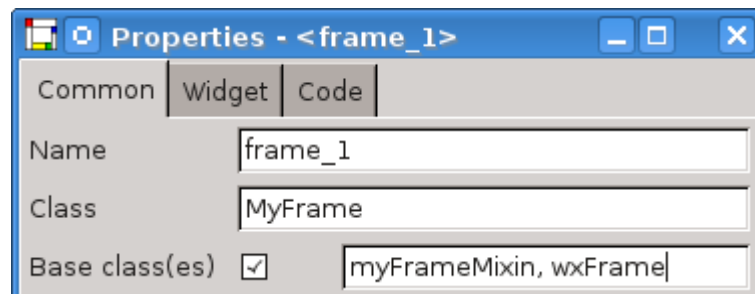 Properties - <frame_1>
Common Widget Code
Name frame_1
Class MyFrame
Base class(es) myFrameMixin, wxFrame